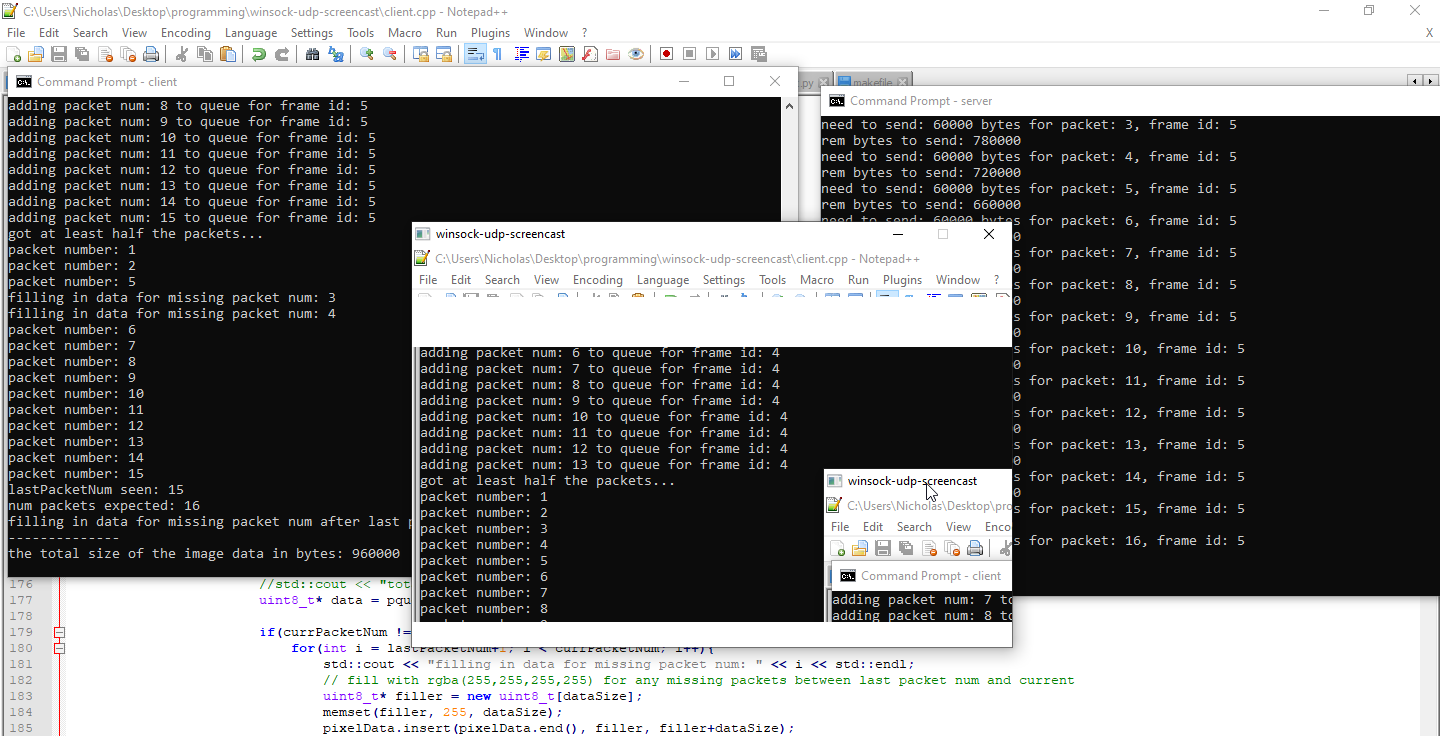 C:\Users\Nicholas\Desktop\programming\winsock-udp-screencast\client.cpp - Notepad++
File Edit Search View Encoding Language Settings Tools Macro Run Plugins Window ?
X
Command Prompt - client
.py
makefile
adding packet num: 8 to queue for frame id: 5
adding packet num: 9 to queue for frame id: 5
adding packet num: 10 to queue for frame id: 5
adding packet num: 11 to queue for frame id: 5
adding packet num: 12 to queue for frame id: 5
adding packet num: 13 to queue for frame id: 5
adding packet num: 14 to queue for frame id: 5
adding packet num: 15 to queue for frame id: 5
got at least half the packets...
packet number: 1
packet number: 2
packet number: 5
filling in data for missing packet num: 3
filling in data for missing packet num: 4
packet number: 6
packet number: 7
packet number: 8
packet number: 9
packet number: 10
packet number: 11
packet number: 12
packet number: 13
packet number: 14
packet number: 15
lastPacketNum seen: 15
num packets expected: 16
filling in data for missing packet num after last
--------------
the total size of the image data in bytes: 960000
Command Prompt - server
need to send: 60000 bytes for packet: 3, frame id: 5
rem bytes to send: 780000
need to send: 60000 bytes for packet: 4, frame id: 5
rem bytes to send: 720000
need to send: 60000 bytes for packet: 5, frame id: 5
rem bytes to send: 660000
need to send: 60000 bytes for packet: 6, frame id: 5
0
s for packet: 7, frame id: 5
0
s for packet: 8, frame id: 5
0
s for packet: 9, frame id: 5
0
s for packet: 10, frame id: 5
0
s for packet: 11, frame id: 5
0
s for packet: 12, frame id: 5
0
s for packet: 13, frame id: 5
0
s for packet: 14, frame id: 5
0
s for packet: 15, frame id: 5
0
s for packet: 16, frame id: 5
winsock-udp-screencast
C:\Users\Nicholas\Desktop\programming\winsock-udp-screencast\client.cpp - Notepad++
File Edit Search View Encoding Language Settings Tools Macro Run Plugins Window ?
adding packet num: 6 to queue for frame id: 4
adding packet num: 7 to queue for frame id: 4
adding packet num: 8 to queue for frame id: 4
adding packet num: 9 to queue for frame id: 4
adding packet num: 10 to queue for frame id: 4
adding packet num: 11 to queue for frame id: 4
adding packet num: 12 to queue for frame id: 4
adding packet num: 13 to queue for frame id: 4
got at least half the packets...
packet number: 1
packet number: 2
packet number: 3
packet number: 4
packet number: 5
packet number: 6
packet number: 7
packet number: 8
winsock-udp-screencast
C:\Users\Nicholas\Desktop\pro
File Edit Search View Enco
Command Prompt - client
adding packet num: 7 to
adding packet num: 8 to
176 //std::cout << "tot
177 uint8_t* data = pqu
178
179 if(currPacketNum !=
180 for(int i = lastPacketNum+1; i < currPacketNum; i++){
181 std::cout << "filling in data for missing packet num: " << i << std::endl;
182 // fill with rgba(255,255,255,255) for any missing packets between last packet num and current
183 uint8_t* filler = new uint8_t[dataSize];
184 memset(filler, 255, dataSize);
185 pixelData.insert(pixelData.end(), filler, filler+dataSize);